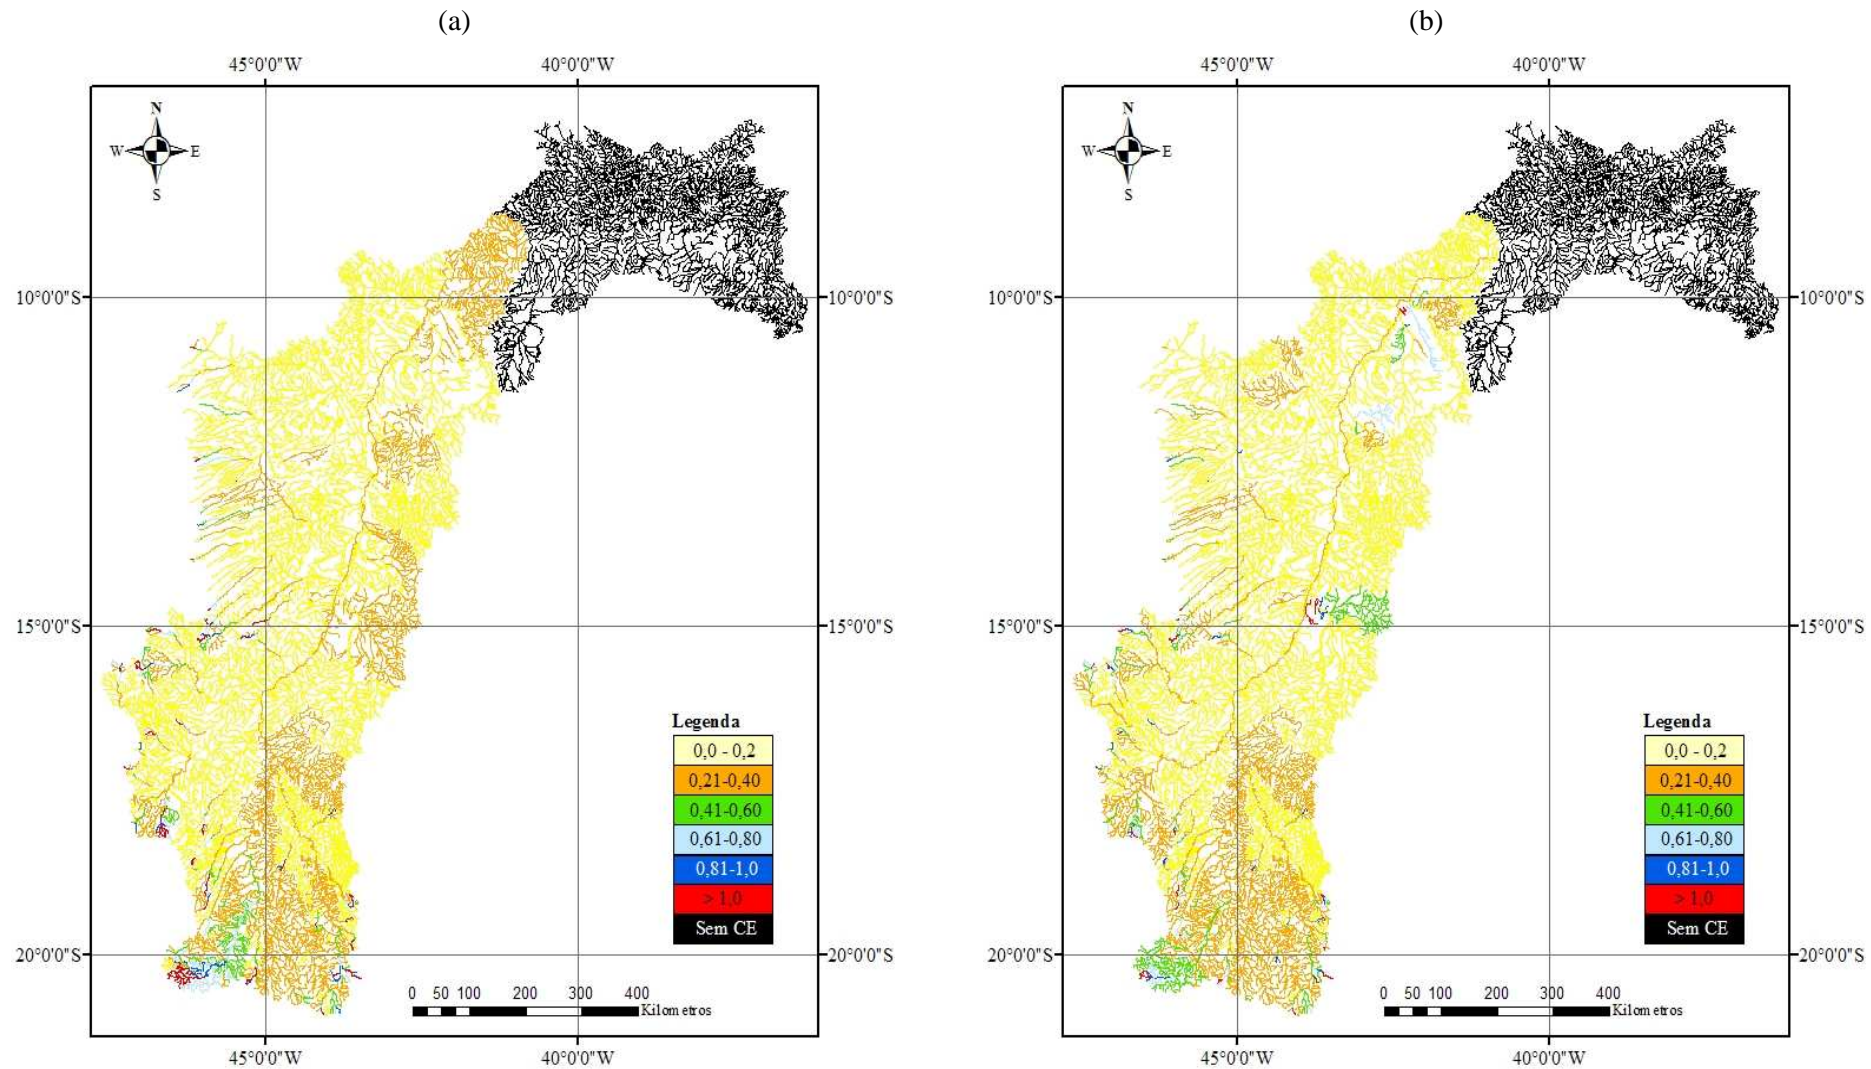 (a)
45°0'0"W 40°0'0"W
N
W E
S
10°0'0"S 10°0'0"S
15°0'0"S 15°0'0"S
20°0'0"S 20°0'0"S
Legenda
0,0 - 0,2
0,21-0,40
0,41-0,60
0,61-0,80
0,81-1,0
> 1,0
Sem CE
0 50 100 200 300 400
Kilometros
45°0'0"W 40°0'0"W
(b)
45°0'0"W 40°0'0"W
N
W E
S
10°0'0"S 10°0'0"S
15°0'0"S 15°0'0"S
20°0'0"S 20°0'0"S
Legenda
0,0 - 0,2
0,21-0,40
0,41-0,60
0,61-0,80
0,81-1,0
> 1,0
Sem CE
0 50 100 200 300 400
Kilometros
45°0'0"W 40°0'0"W